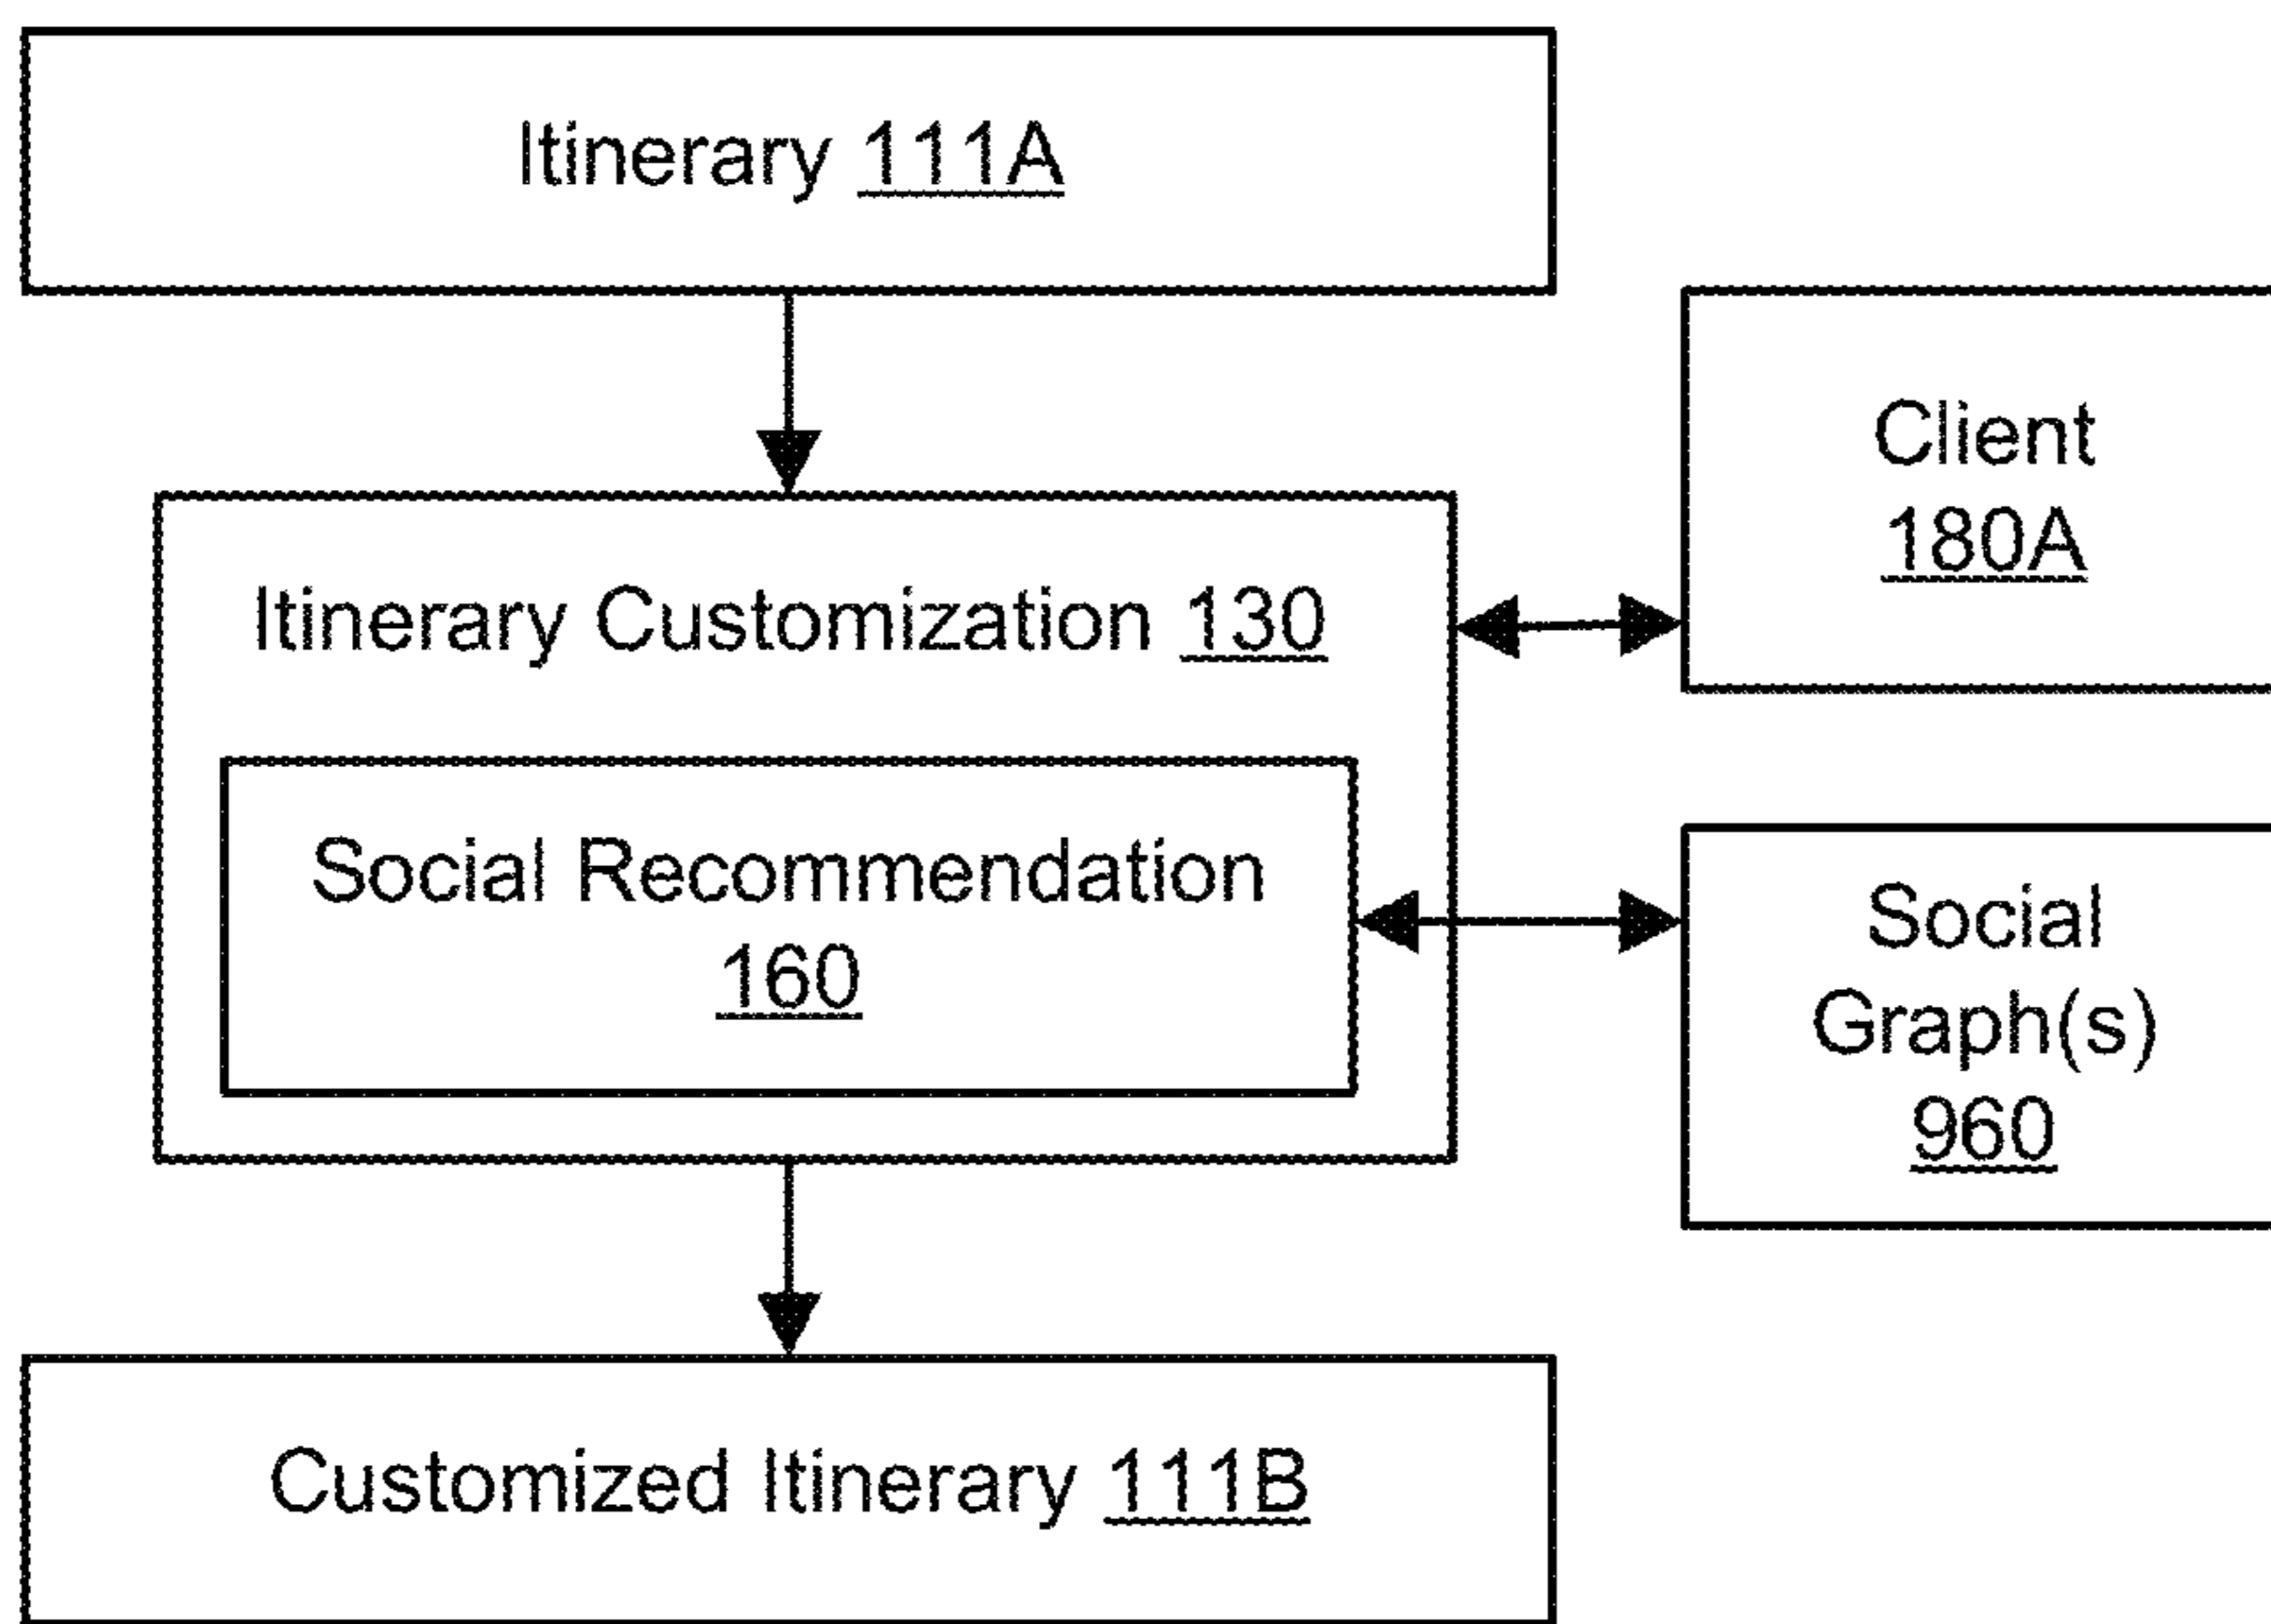 Itinerary 111A
Client
180A
Itinerary Customization 130
Social Recommendation
160
Social
Graph(s)
960
Customized Itinerary 111B